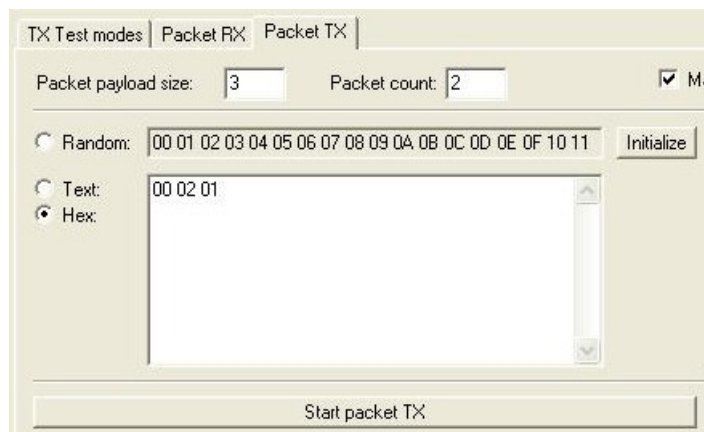 TX Test modes Packet RX Packet TX
Packet payload size: 3 Packet count: 2
Random: 00 01 02 03 04 05 06 07 08 09 0A 0B 0C 0D 0E 0F 10 11 Initialize
Text: 00 02 01
Hex:
Start packet TX